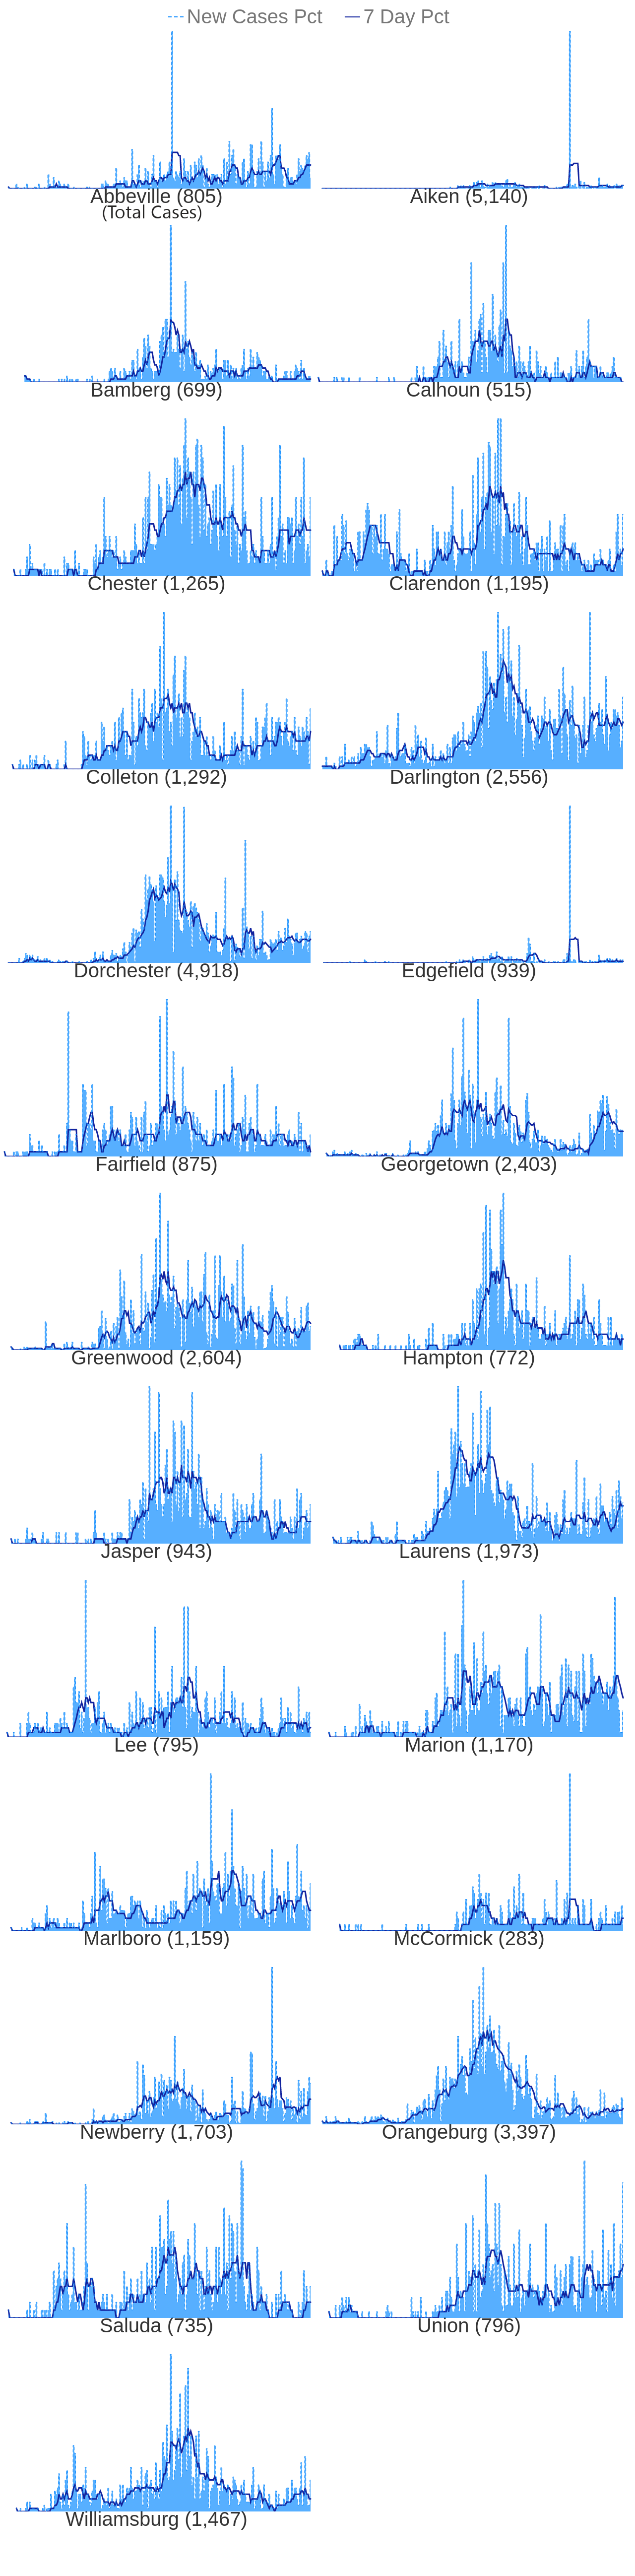 New Cases Pct 7 Day Pct
Abbeville (805) Aiken (5,140)
(Total Cases)
Bamberg (699) Calhoun (515)
Chester (1,265) Clarendon (1,195)
Colleton (1,292) Darlington (2,556)
Dorchester (4,918) Edgefield (939)
Fairfield (875) Georgetown (2,403)
Greenwood (2,604) Hampton (772)
Jasper (943) Laurens (1,973)
Lee (795) Marion (1,170)
Marlboro (1,159) McCormick (283)
Newberry (1,703) Orangeburg (3,397)
Saluda (735) Union (796)
Williamsburg (1,467)